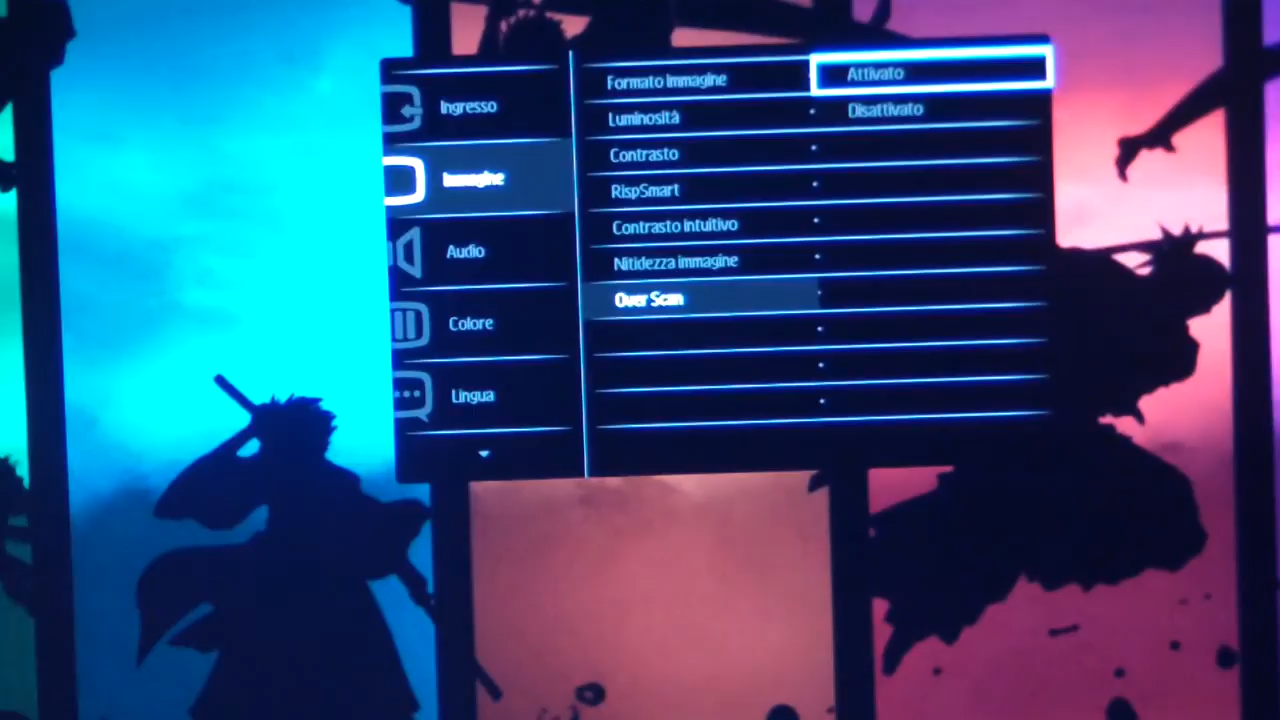 Ingresso
Immagine
Audio
Colore
Lingua
Formato immagine
Luminosità
Contrasto
RispSmart
Contrasto intuitivo
Nitidezza immagine
Over Scan
Attivato
Disattivato